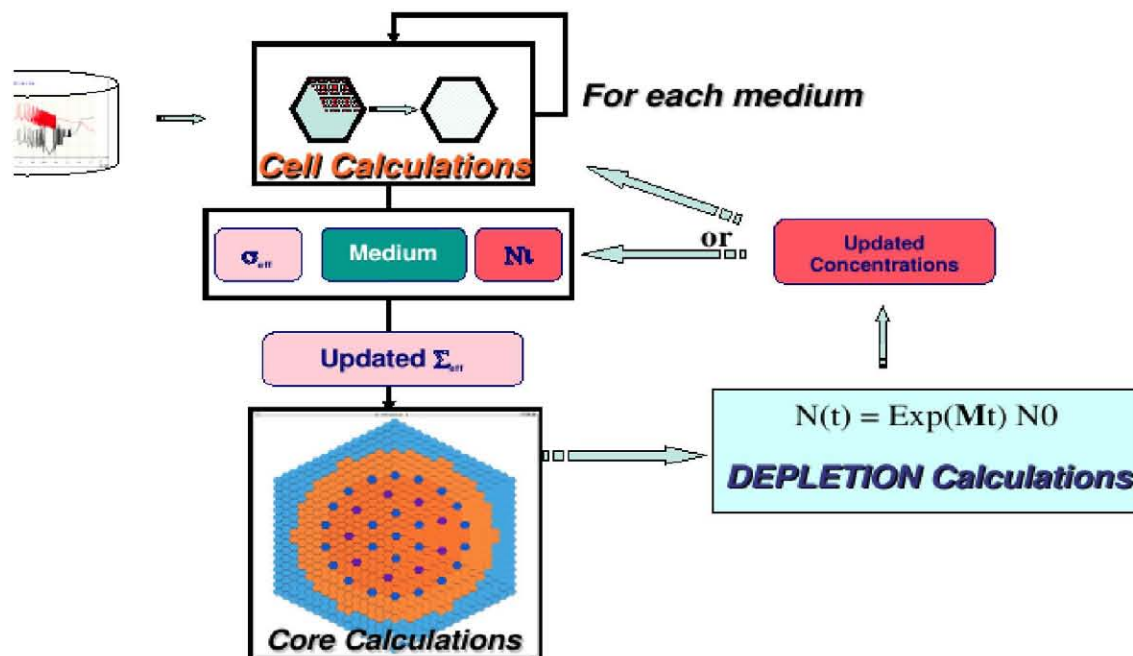 For each medium
Cell Calculations
σeff
Medium
Nι
or
Updated
Concentrations
Updated Σeff
N(t) = Exp(Mt) N0
DEPLETION Calculations
Core Calculations